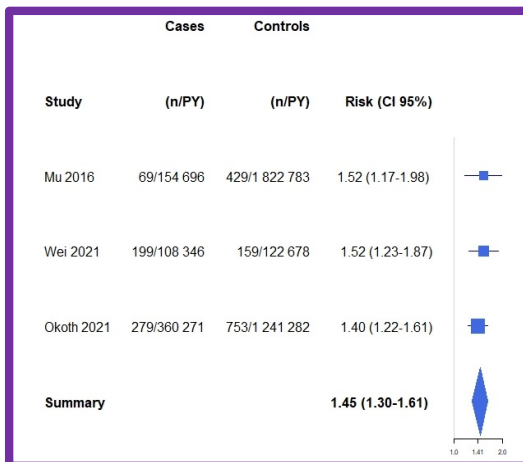 Cases Controls
Study (n/PY) (n/PY) Risk (CI 95%)
Mu 2016 69/154 696 429/1 822 783 1.52 (1.17-1.98)
Wei 2021 199/108 346 159/122 678 1.52 (1.23-1.87)
Okoth 2021 279/360 271 753/1 241 282 1.40 (1.22-1.61)
Summary 1.45 (1.30-1.61)
1.0 1.41 2.0